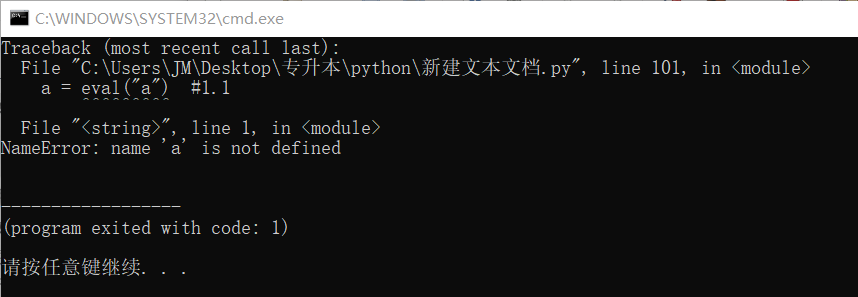 C:\WINDOWS\SYSTEM32\cmd.exe
Traceback (most recent call last):
  File "C:\Users\JM\Desktop\专升本\python\新建文本文档.py", line 101, in <module>
    a = eval("a")  #1.1
        ~~~~~~~~~
  File "<string>", line 1, in <module>
NameError: name 'a' is not defined
------------------
(program exited with code: 1)
请按任意键继续. . .